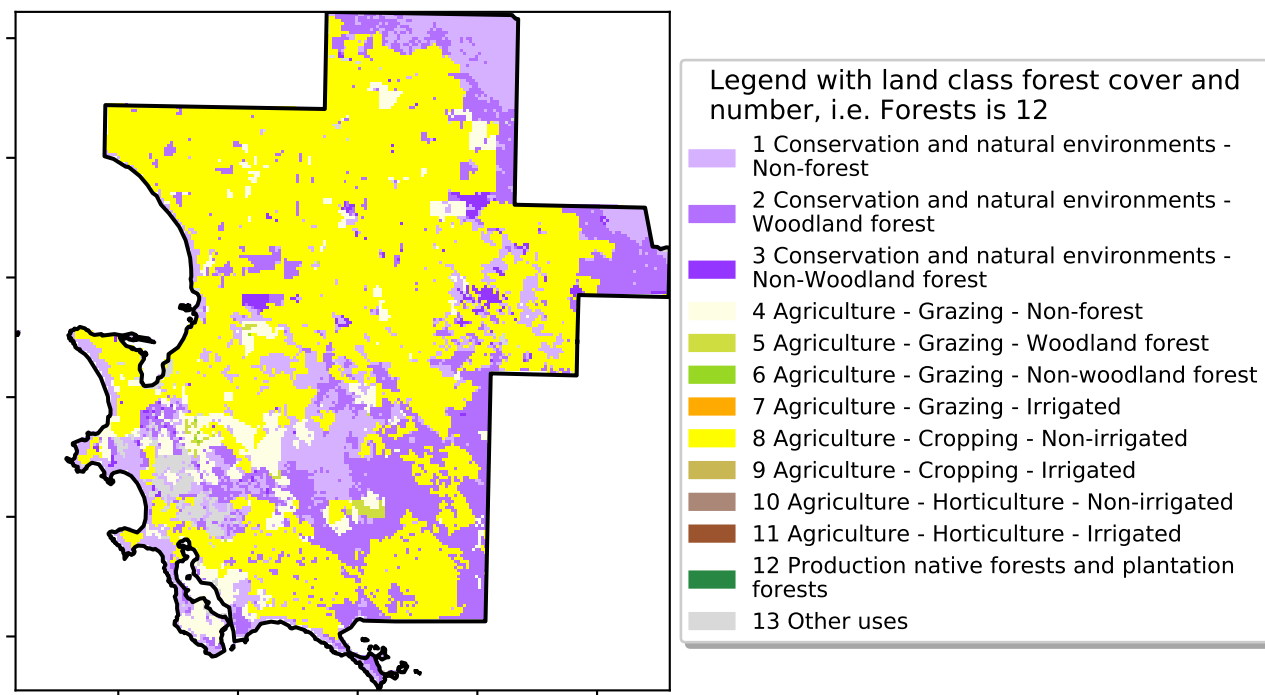 Legend with land class forest cover and
number, i.e. Forests is 12
1 Conservation and natural environments -
Non-forest
2 Conservation and natural environments -
Woodland forest
3 Conservation and natural environments -
Non-Woodland forest
4 Agriculture - Grazing - Non-forest
5 Agriculture - Grazing - Woodland forest
6 Agriculture - Grazing - Non-woodland forest
7 Agriculture - Grazing - Irrigated
8 Agriculture - Cropping - Non-irrigated
9 Agriculture - Cropping - Irrigated
10 Agriculture - Horticulture - Non-irrigated
11 Agriculture - Horticulture - Irrigated
12 Production native forests and plantation
forests
13 Other uses